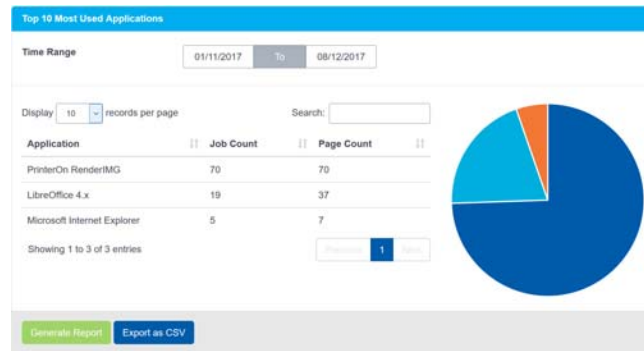 Top 10 Most Used Applications
Time Range 01/11/2017 To 08/12/2017
Display 10 records per page Search:
Application Job Count Page Count
PrinterOn RenderIMG 70 70
LibreOffice 4.x 19 37
Microsoft Internet Explorer 5 7
Showing 1 to 3 of 3 entries Previous 1 Next
Generate Report Export as CSV